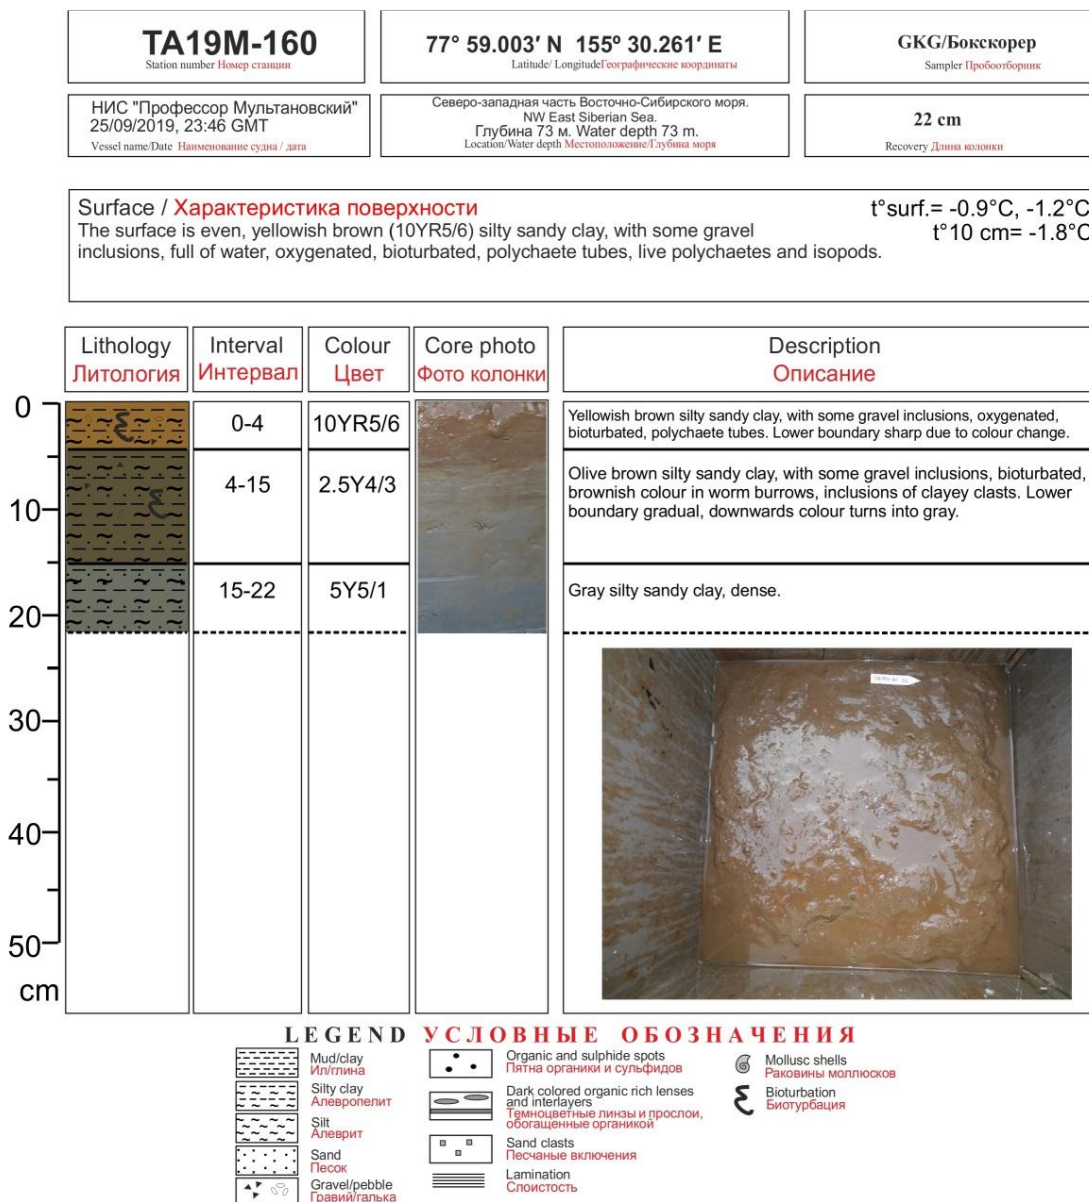 TA19M-160
Station number Номер станции
77° 59.003′ N 155º 30.261′ E
Latitude/ LongitudeГеографические координаты
GKG/Бокскорер
Sampler Пробоотборник
НИС "Профессор Мультановский"
25/09/2019, 23:46 GMT
Vessel name/Date Наименование судна / дата
Северо-западная часть Восточно-Сибирского моря.
NW East Siberian Sea.
Глубина 73 м. Water depth 73 m.
Location/Water depth Местоположение/Глубина моря
22 cm
Recovery Длина колонки
Surface / Характеристика поверхности
The surface is even, yellowish brown (10YR5/6) silty sandy clay, with some gravel
inclusions, full of water, oxygenated, bioturbated, polychaete tubes, live polychaetes and isopods.
t°surf.= -0.9°C, -1.2°C
t°10 cm= -1.8°C
Lithology
Литология
Interval
Интервал
Colour
Цвет
Core photo
Фото колонки
Description
Описание
0
10
20
30
40
50
cm
0-4
10YR5/6
Yellowish brown silty sandy clay, with some gravel inclusions, oxygenated,
bioturbated, polychaete tubes. Lower boundary sharp due to colour change.
4-15
2.5Y4/3
Olive brown silty sandy clay, with some gravel inclusions, bioturbated,
brownish colour in worm burrows, inclusions of clayey clasts. Lower
boundary gradual, downwards colour turns into gray.
15-22
5Y5/1
Gray silty sandy clay, dense.
LEGEND УСЛОВНЫЕ ОБОЗНАЧЕНИЯ
Mud/clay
Ил/глина
Silty clay
Алевропелит
Silt
Алеврит
Sand
Песок
Gravel/pebble
Гравий/галька
Organic and sulphide spots
Пятна органики и сульфидов
Dark colored organic rich lenses
and interlayers
Темноцветные линзы и прослои,
обогащенные органикой
Sand clasts
Песчаные включения
Lamination
Слоистость
Mollusc shells
Раковины моллюсков
Bioturbation
Биотурбация